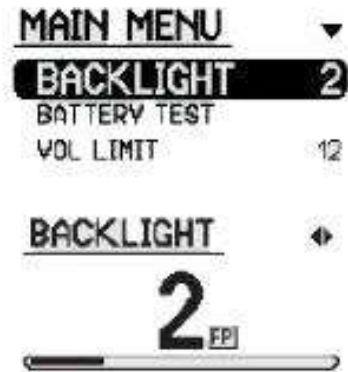 MAIN MENU
BACKLIGHT 2
BATTERY TEST
VOL LIMIT 12
BACKLIGHT
2 FP